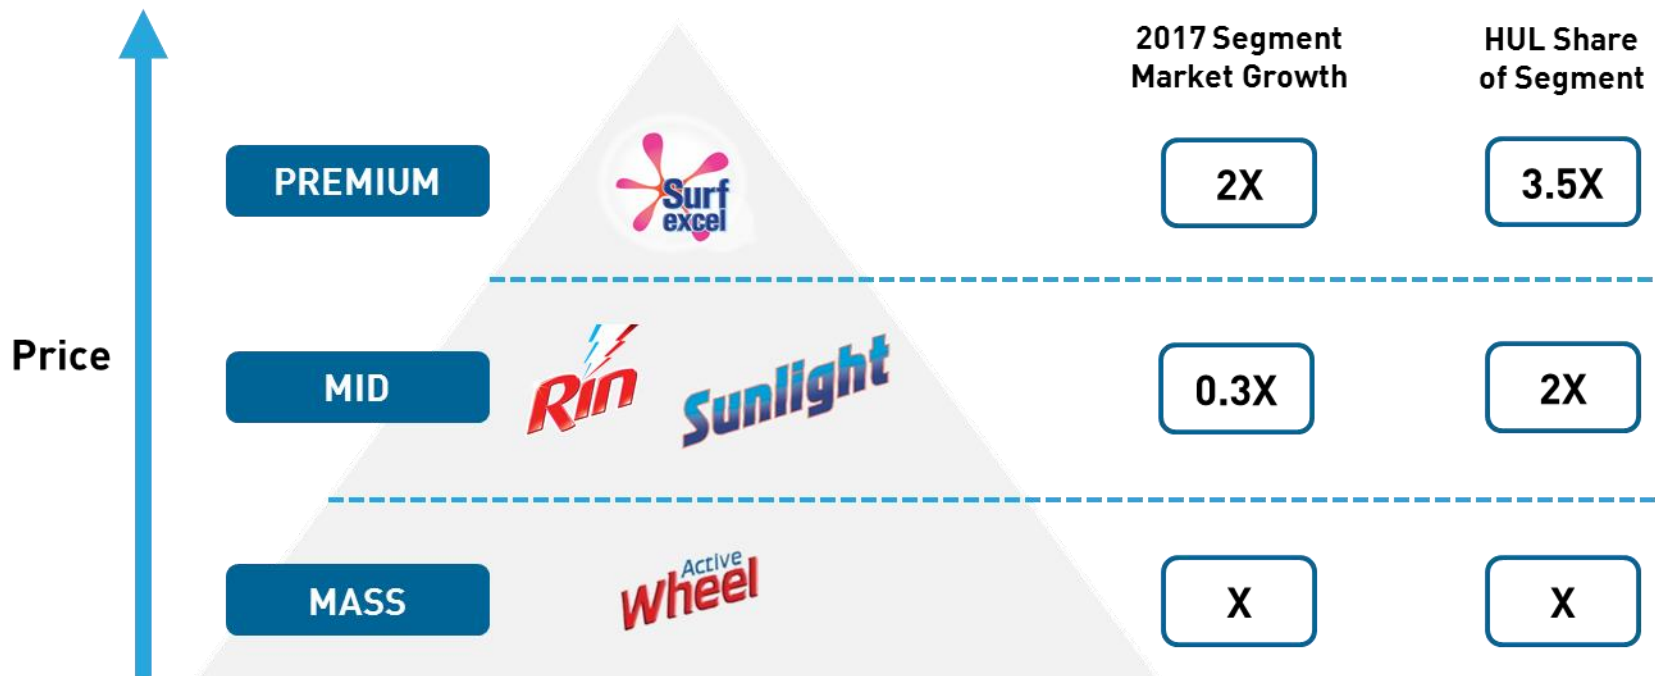 2017 Segment
Market Growth
HUL Share
of Segment
PREMIUM
Surf
excel
2X
3.5X
Price
MID
Rin
Sunlight
0.3X
2X
MASS
Active
Wheel
X
X